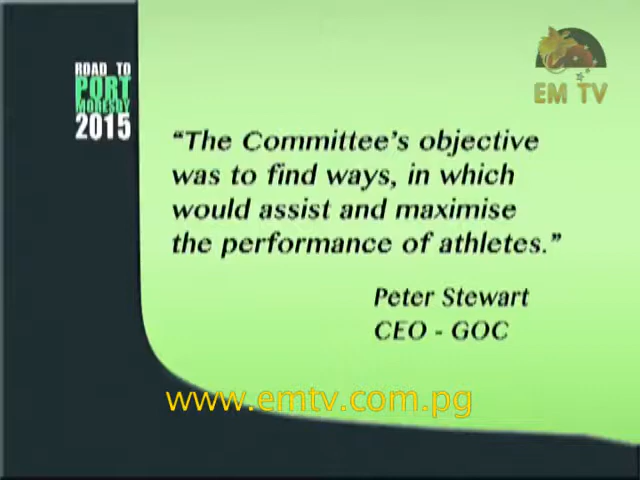 ROAD TO
PORT
MORESBY
2015
EM TV
“The Committee’s objective
was to find ways, in which
would assist and maximise
the performance of athletes.”
Peter Stewart
CEO - GOC
www.emtv.com.pg